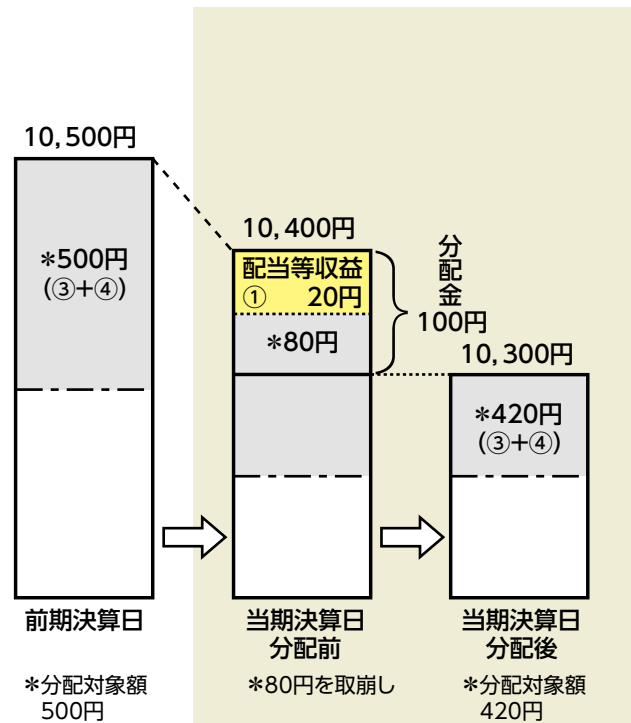 10,500円
*500円
(③+④)
前期決算日
*分配対象額
500円
10,400円
配当等収益
① 20円
*80円
分配金
100円
当期決算日
分配前
*80円を取崩し
10,300円
*420円
(③+④)
当期決算日
分配後
*分配対象額
420円